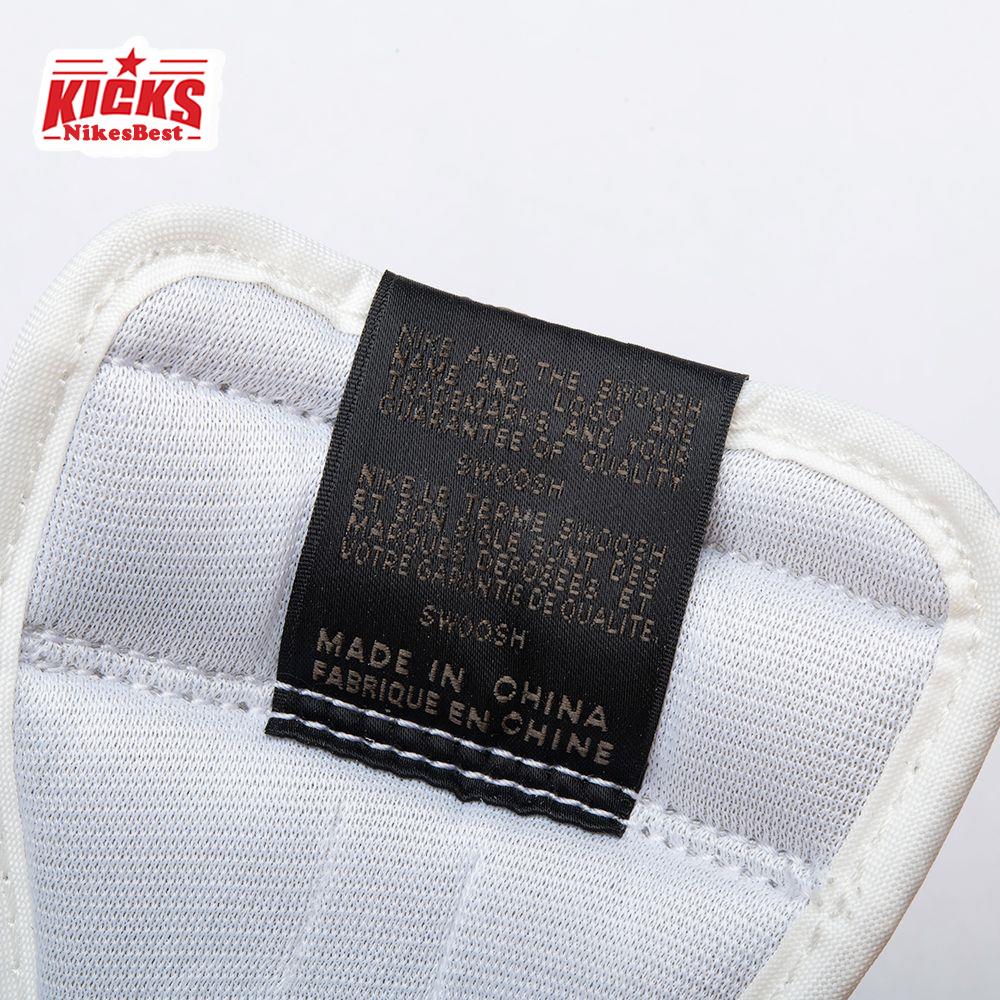 KICKS
NikesBest
NIKE AND THE SWOOSH
NAME AND LOGO ARE
TRADEMARKS AND YOUR
GUARANTEE OF QUALITY
SWOOSH
NIKE LE TERME SWOOSH
ET SON SIGLE SONT DES
MARQUES DEPOSEES ET
VOTRE GARANTIE DE QUALITE.
SWOOSH
MADE IN CHINA
FABRIQUE EN CHINE